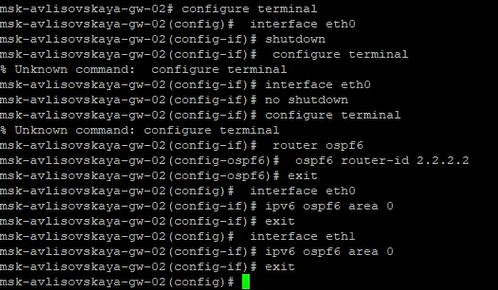 msk-avlisovskaya-gw-02# configure terminal
msk-avlisovskaya-gw-02(config)#  interface eth0
msk-avlisovskaya-gw-02(config-if)# shutdown
msk-avlisovskaya-gw-02(config-if)#  configure terminal
% Unknown command:  configure terminal
msk-avlisovskaya-gw-02(config-if)# interface eth0
msk-avlisovskaya-gw-02(config-if)# no shutdown
msk-avlisovskaya-gw-02(config-if)# configure terminal
% Unknown command: configure terminal
msk-avlisovskaya-gw-02(config-if)#  router ospf6
msk-avlisovskaya-gw-02(config-ospf6)#  ospf6 router-id 2.2.2.2
msk-avlisovskaya-gw-02(config-ospf6)# exit
msk-avlisovskaya-gw-02(config)#  interface eth0
msk-avlisovskaya-gw-02(config-if)# ipv6 ospf6 area 0
msk-avlisovskaya-gw-02(config-if)# exit
msk-avlisovskaya-gw-02(config)#  interface eth1
msk-avlisovskaya-gw-02(config-if)# ipv6 ospf6 area 0
msk-avlisovskaya-gw-02(config-if)# exit
msk-avlisovskaya-gw-02(config)#